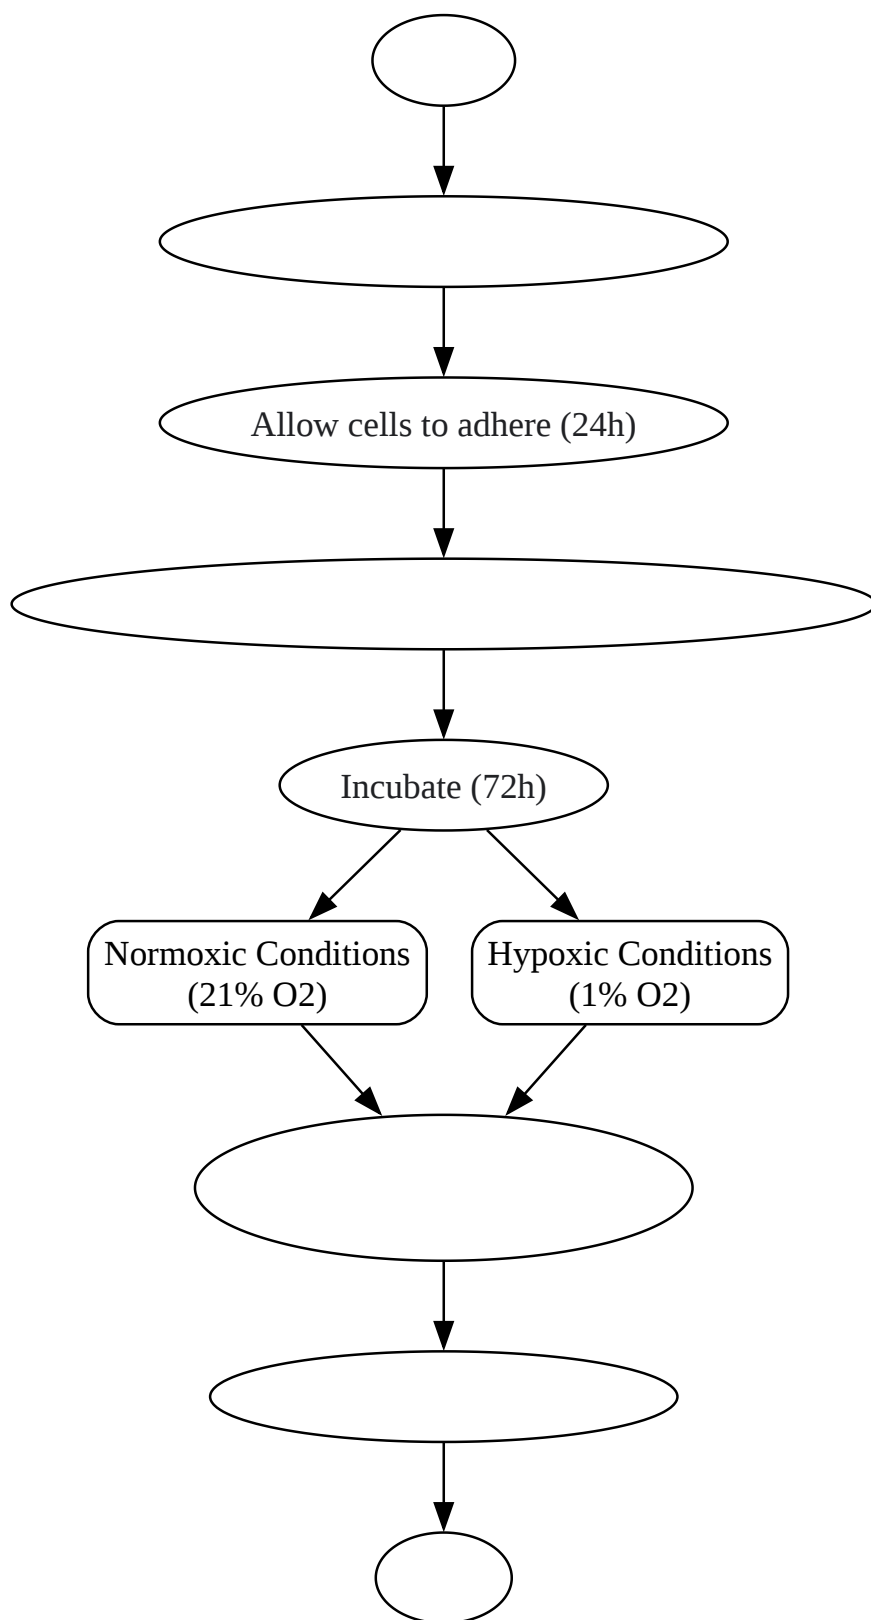 Allow cells to adhere (24h)
Incubate (72h)
Normoxic Conditions
(21% O2)
Hypoxic Conditions
(1% O2)